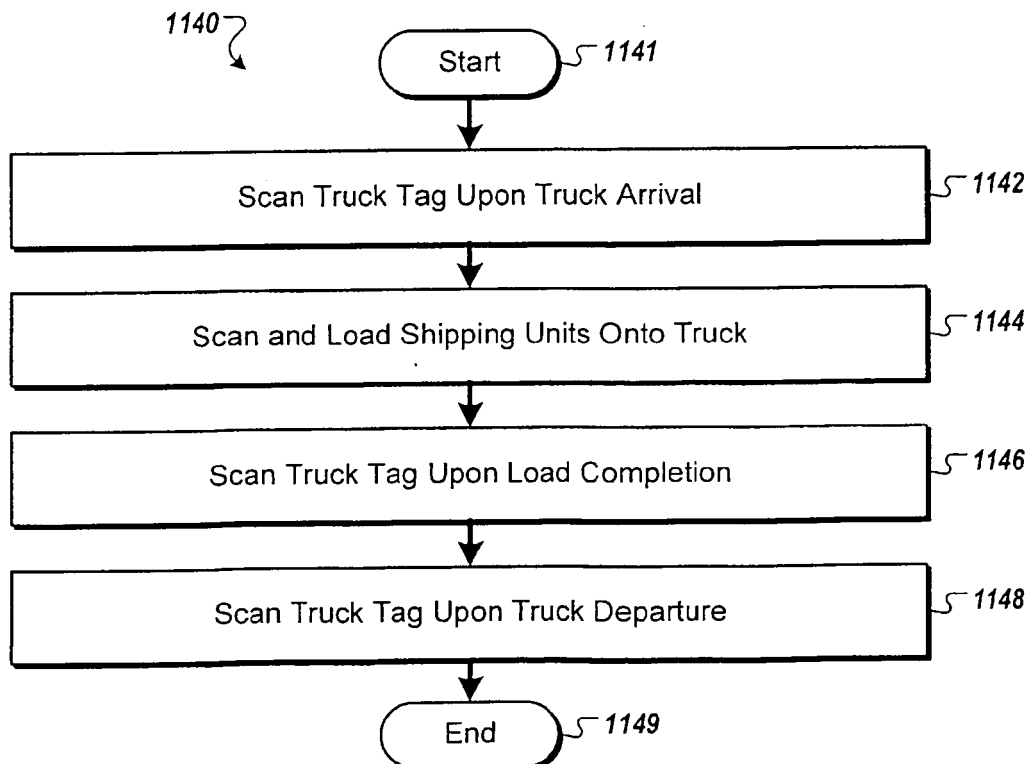 1140
Start
1141
Scan Truck Tag Upon Truck Arrival
1142
Scan and Load Shipping Units Onto Truck
1144
Scan Truck Tag Upon Load Completion
1146
Scan Truck Tag Upon Truck Departure
1148
End
1149